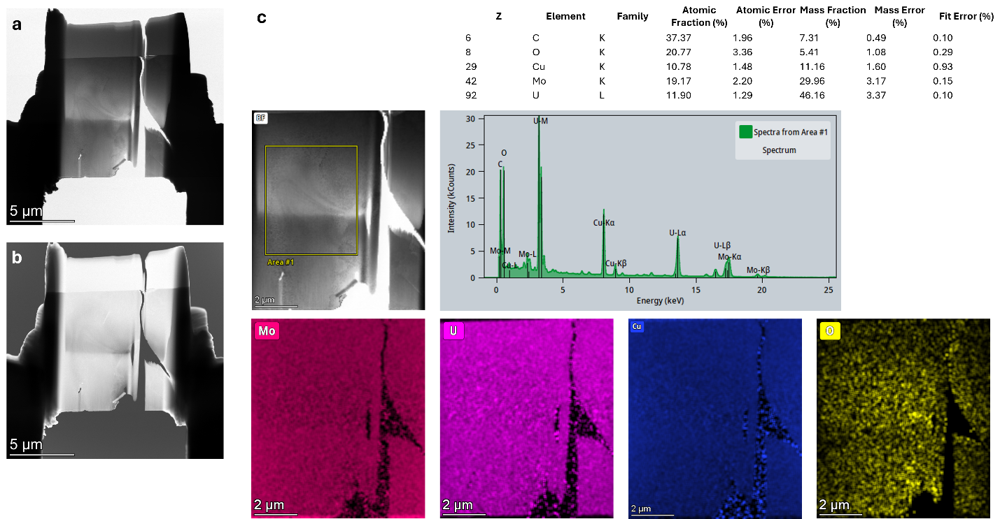 a
5 µm
b
5 µm
c
Z Element Family Atomic Fraction (%) Atomic Error (%) Mass Fraction (%) Mass Error (%) Fit Error (%)
6 C K 37.37 1.96 7.31 0.49 0.10
8 O K 20.77 3.36 5.41 1.08 0.29
29 Cu K 10.78 1.48 11.16 1.60 0.93
42 Mo K 19.17 2.20 29.96 3.17 0.15
92 U L 11.90 1.29 46.16 3.37 0.10
BF
Area #1
2 µm
Spectra from Area #1
Spectrum
Intensity (kCounts)
30
25
20
15
10
5
0
U-M
O
C
Mo-M
Cu-L
Mo-L
Cu-Kα
Cu-Kβ
U-Lα
U-Lβ
Mo-Kα
Mo-Kβ
0 5 10 15 20 25
Energy (keV)
Mo
2 µm
U
2 µm
Cu
2 µm
O
2 µm